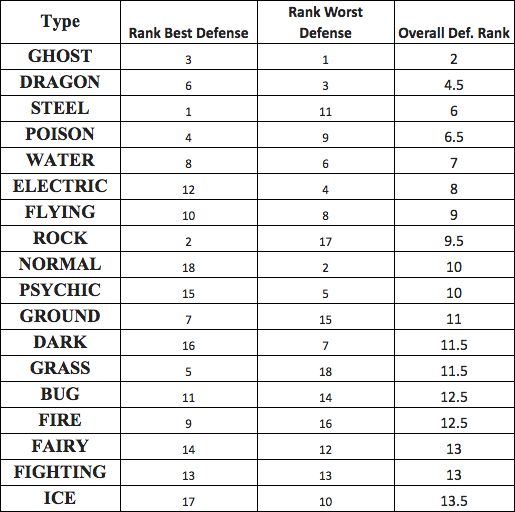 Type Rank Best Defense Rank Worst Defense Overall Def. Rank
GHOST 3 1 2
DRAGON 6 3 4.5
STEEL 1 11 6
POISON 4 9 6.5
WATER 8 6 7
ELECTRIC 12 4 8
FLYING 10 8 9
ROCK 2 17 9.5
NORMAL 18 2 10
PSYCHIC 15 5 10
GROUND 7 15 11
DARK 16 7 11.5
GRASS 5 18 11.5
BUG 11 14 12.5
FIRE 9 16 12.5
FAIRY 14 12 13
FIGHTING 13 13 13
ICE 17 10 13.5